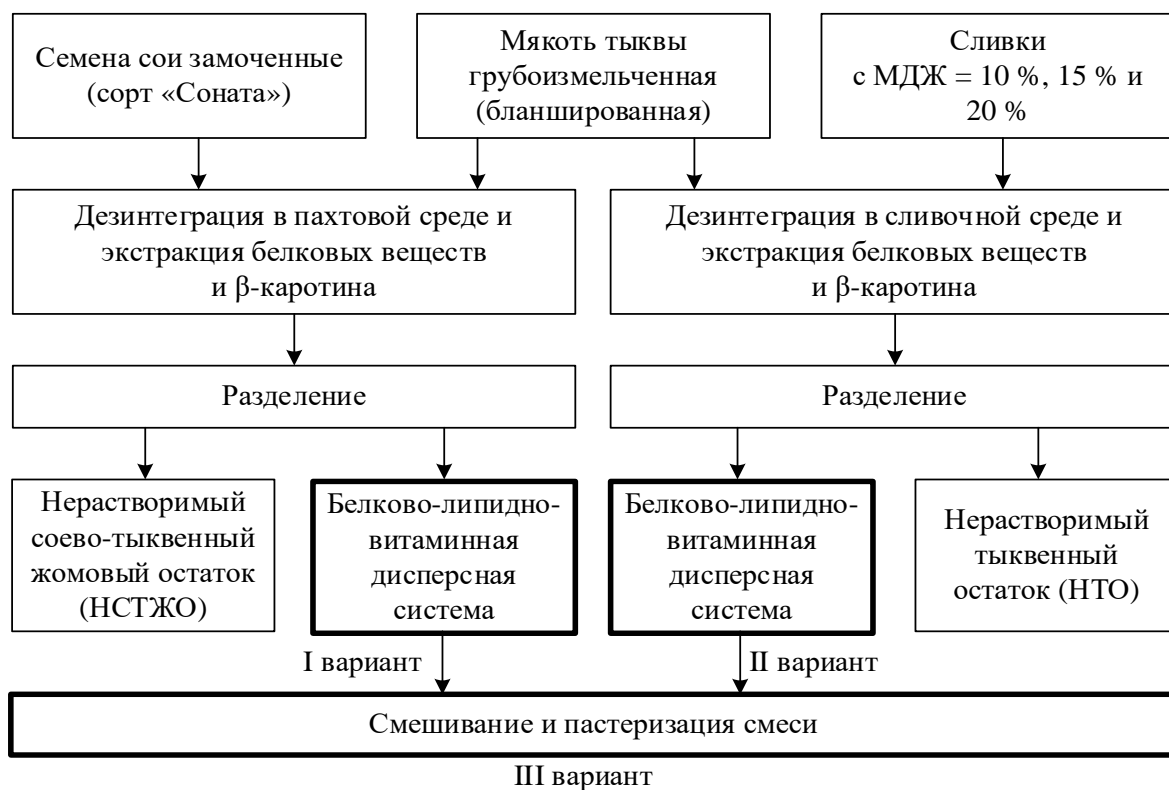 Семена сои замоченные
(сорт «Соната»)
Мякоть тыквы
грубоизмельченная
(бланшированная)
Сливки
с МДЖ = 10 %, 15 % и
20 %
Дезинтеграция в пахтовой среде и
экстракция белковых веществ
и β-каротина
Дезинтеграция в сливочной среде и
экстракция белковых веществ
и β-каротина
Разделение
Разделение
Нерастворимый
соево-тыквенный
жомовый остаток
(НСТЖО)
Белково-липидно-
витаминная
дисперсная
система
Белково-липидно-
витаминная
дисперсная
система
Нерастворимый
тыквенный
остаток (НТО)
I вариант
II вариант
Смешивание и пастеризация смеси
III вариант